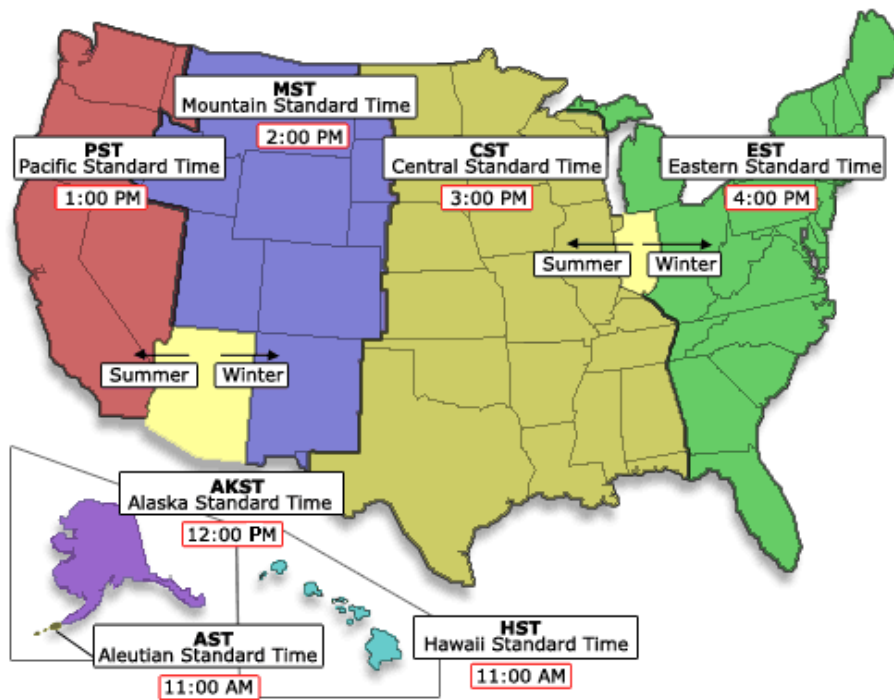 MST
Mountain Standard Time
2:00 PM
PST
Pacific Standard Time
1:00 PM
CST
Central Standard Time
3:00 PM
EST
Eastern Standard Time
4:00 PM
Summer
Winter
Summer
Winter
AKST
Alaska Standard Time
12:00 PM
AST
Aleutian Standard Time
11:00 AM
HST
Hawaii Standard Time
11:00 AM